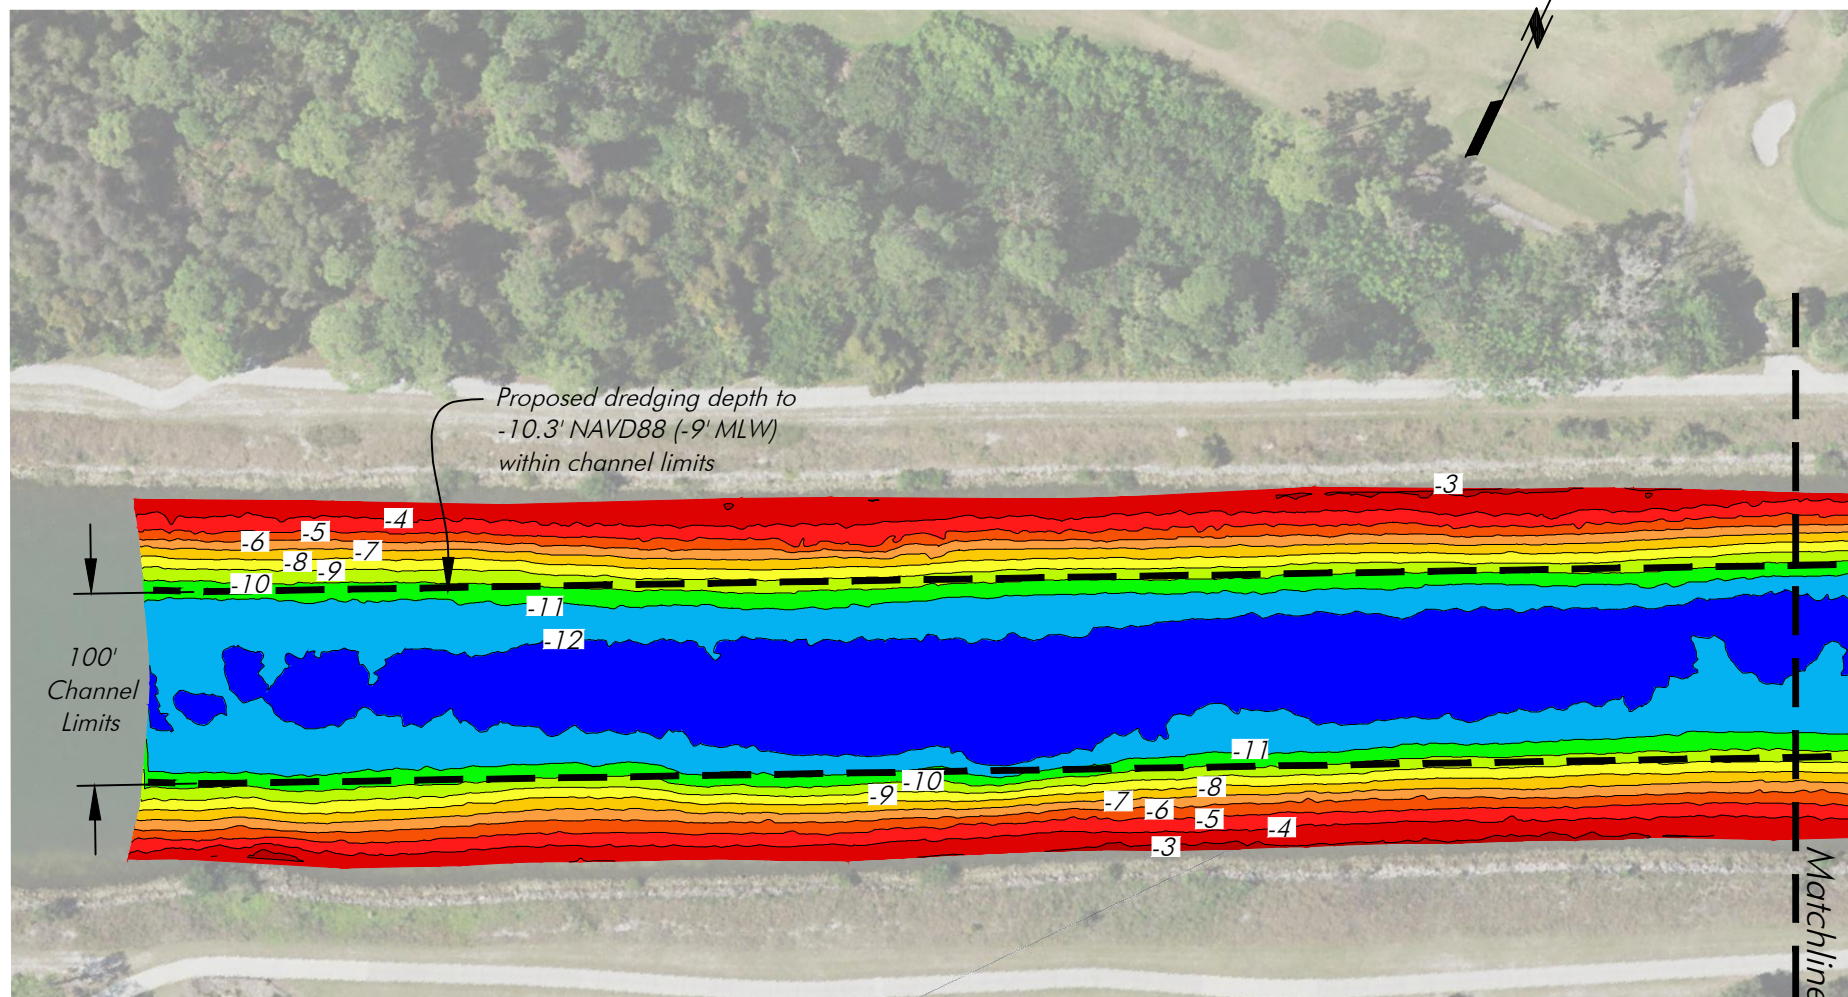 N
Proposed dredging depth to
-10.3' NAVD88 (-9' MLW)
within channel limits
-3
-4
-5
-6
-7
-8
-9
-10
-11
-12
100'
Channel
Limits
-11
-10
-9
-8
-7
-6
-5
-4
-3
Matchline